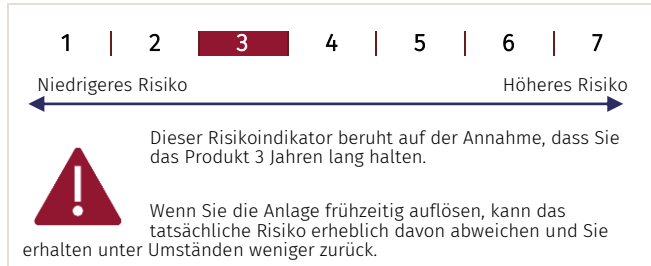 1 | 2 | 3 | 4 | 5 | 6 | 7
Niedrigeres Risiko Höheres Risiko
Dieser Risikoindikator beruht auf der Annahme, dass Sie
das Produkt 3 Jahren lang halten.
Wenn Sie die Anlage frühzeitig auflösen, kann das
tatsächliche Risiko erheblich davon abweichen und Sie
erhalten unter Umständen weniger zurück.